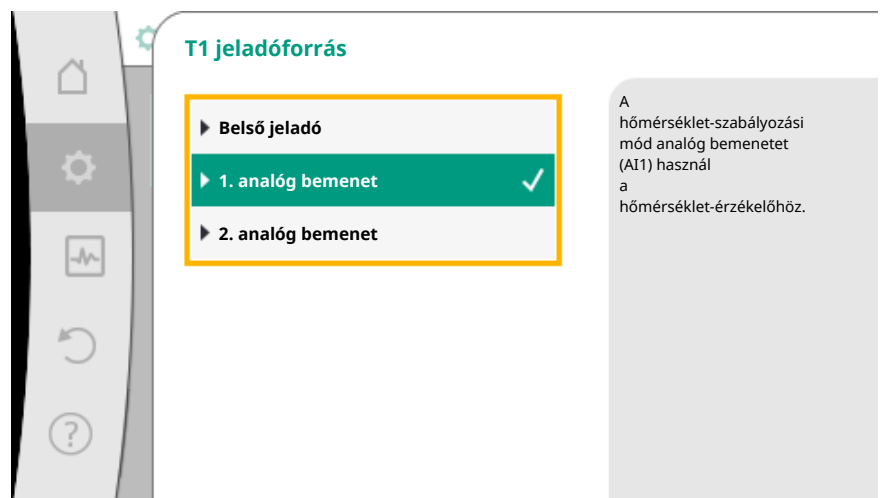 T1 jeladóforrás
Belső jeladó
1. analóg bemenet
2. analóg bemenet
A
hőmérséklet-szabályozási
mód analóg bemenetet
(AI1) használ
a
hőmérséklet-érzékelőhöz.
?